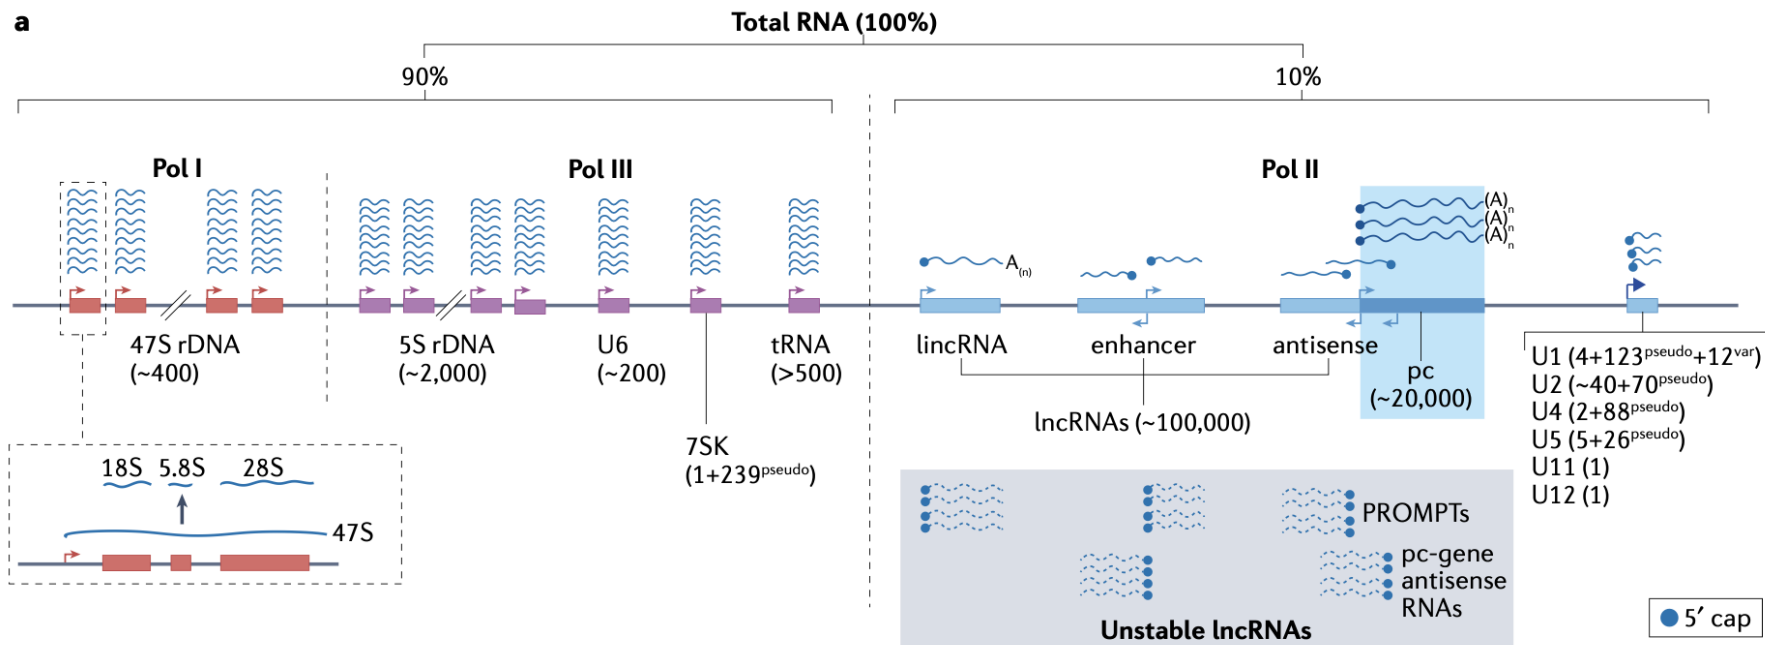 a
Total RNA (100%)
90%
10%
Pol I
Pol III
Pol II
(A)n
(A)n
(A)n
A(n)
47S rDNA
(~400)
5S rDNA
(~2,000)
U6
(~200)
tRNA
(>500)
7SK
(1+239pseudo)
lincRNA
enhancer
antisense
lncRNAs (~100,000)
pc
(~20,000)
U1 (4+123pseudo+12var)
U2 (~40+70pseudo)
U4 (2+88pseudo)
U5 (5+26pseudo)
U11 (1)
U12 (1)
18S 5.8S 28S
47S
PROMPTs
pc-gene
antisense
RNAs
Unstable lncRNAs
5′ cap